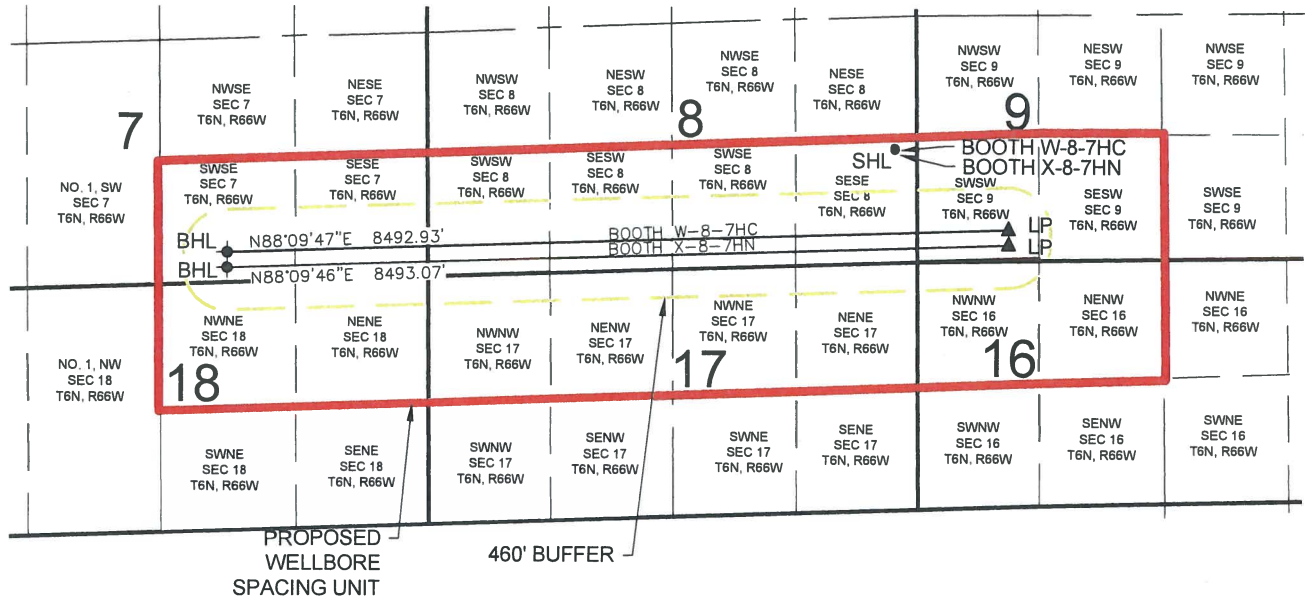 NWSE
SEC 7
T6N, R66W
NESE
SEC 7
T6N, R66W
NWSW
SEC 8
T6N, R66W
NESW
SEC 8
T6N, R66W
NWSE
SEC 8
T6N, R66W
NESE
SEC 8
T6N, R66W
NWSW
SEC 9
T6N, R66W
NESW
SEC 9
T6N, R66W
NWSE
SEC 9
T6N, R66W
7
8
9
NO. 1, SW
SEC 7
T6N, R66W
SWSE
SEC 7
T6N, R66W
SESE
SEC 7
T6N, R66W
SWSW
SEC 8
T6N, R66W
SESW
SEC 8
T6N, R66W
SWSE
SEC 8
T6N, R66W
SESE
SEC 8
T6N, R66W
SHL
BOOTH W-8-7HC
BOOTH X-8-7HN
SWSW
SEC 9
T6N, R66W
SESW
SEC 9
T6N, R66W
SWSE
SEC 9
T6N, R66W
BHL
N88°09'47"E 8492.93'
BOOTH W-8-7HC
LP
BHL
N88°09'46"E 8493.07'
BOOTH X-8-7HN
LP
NO. 1, NW
SEC 18
T6N, R66W
NWNE
SEC 18
T6N, R66W
NENE
SEC 18
T6N, R66W
NWNW
SEC 17
T6N, R66W
NENW
SEC 17
T6N, R66W
NWNE
SEC 17
T6N, R66W
NENE
SEC 17
T6N, R66W
NWNW
SEC 16
T6N, R66W
NENW
SEC 16
T6N, R66W
NWNE
SEC 16
T6N, R66W
18
17
16
SWNE
SEC 18
T6N, R66W
SENE
SEC 18
T6N, R66W
SWNW
SEC 17
T6N, R66W
SENW
SEC 17
T6N, R66W
SWNE
SEC 17
T6N, R66W
SENE
SEC 17
T6N, R66W
SWNW
SEC 16
T6N, R66W
SENW
SEC 16
T6N, R66W
SWNE
SEC 16
T6N, R66W
PROPOSED
WELLBORE
SPACING UNIT
460' BUFFER